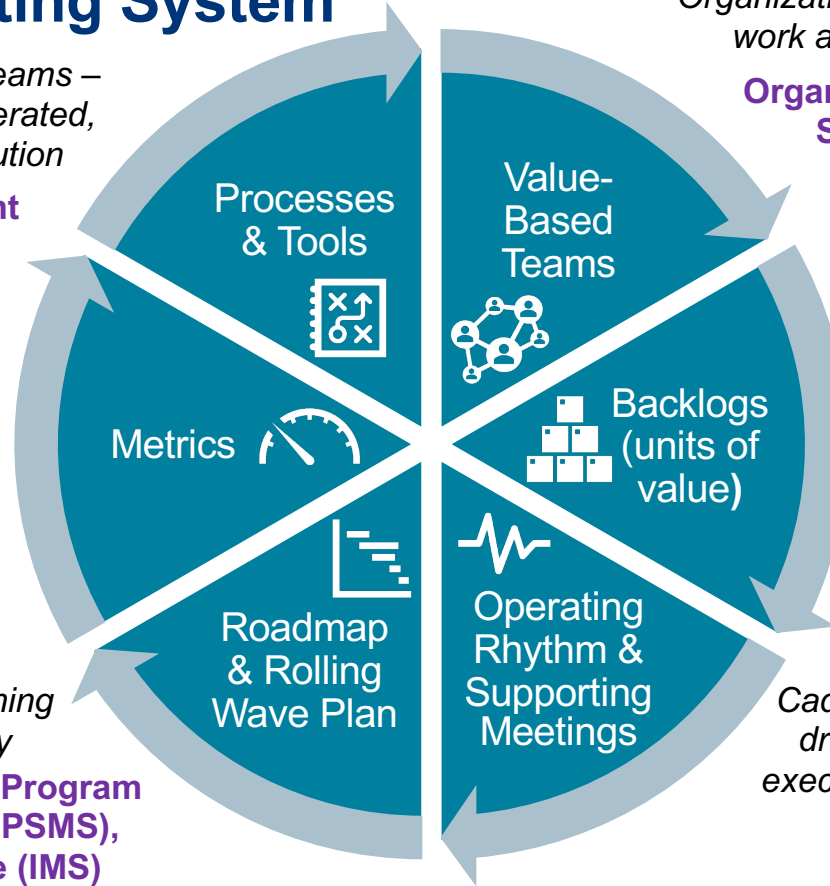 ting System
eams –
erated,
ution
nt
Organizati
work a
Organ
S
Processes
& Tools
Value-
Based
Teams
Metrics
Backlogs
(units of
value)
Roadmap
& Rolling
Wave Plan
Operating
Rhythm &
Supporting
Meetings
ning
y
Program
PSMS),
e (IMS)
Cad
dr
exec